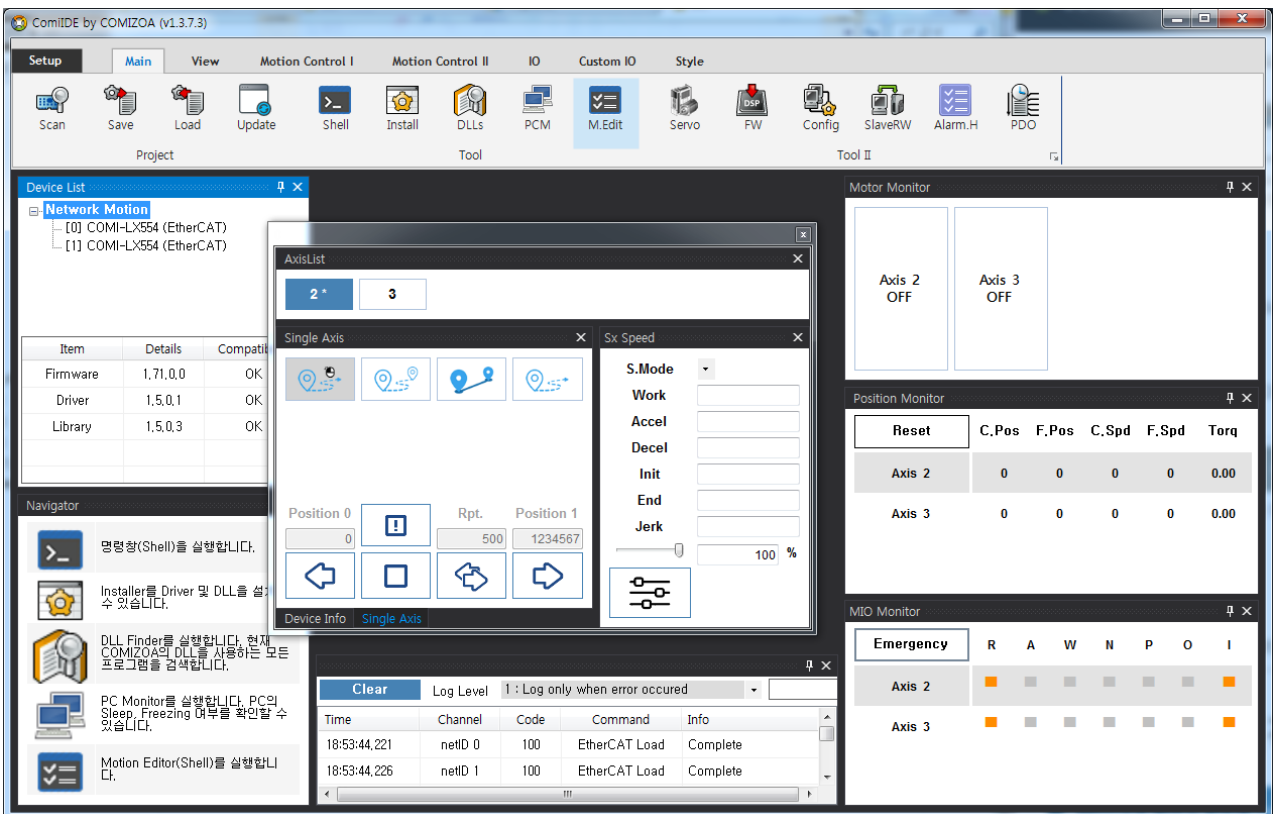 ComiIDE by COMIZOA (v1.3.7.3)
Setup Main View Motion Control I Motion Control II IO Custom IO Style
Scan Save Load Update Shell Install DLLs PCM M.Edit Servo FW Config SlaveRW Alarm.H PDO
DSP
Project Tool Tool II
Device List
Network Motion
[0] COMI-LX554 (EtherCAT)
[1] COMI-LX554 (EtherCAT)
Item Details
Firmware 1,71,0,0 OK
Driver 1,5,0,1 OK
Library 1,5,0,3 OK
Navigator
명령창(Shell)을 실행합니다.
Installer를 Driver 및 DLL을
수 있습니다.
DLL Finder를 실행합니다. 현재
COMIZOA의 DLL을 사용하는 모든
프로그램을 검색합니다.
PC Monitor를 실행합니다. PC의
Sleep, Freezing 여부를 확인할 수
있습니다.
Motion Editor(Shell)를 실행합니
다.
AxisList
2 * 3
Single Axis
Position 0 Rpt. Position 1
0 500 1234567
Device Info Single Axis
Sx Speed
S.Mode
Work
Accel
Decel
Init
End
Jerk
100 %
Clear Log Level 1 : Log only when error occured
Time Channel Code Command Info
18:53:44,221 netID 0 100 EtherCAT Load Complete
18:53:44,226 netID 1 100 EtherCAT Load Complete
Motor Monitor
Axis 2 Axis 3
OFF OFF
Position Monitor
Reset C,Pos F,Pos C,Spd F,Spd Torq
Axis 2 0 0 0 0 0.00
Axis 3 0 0 0 0 0.00
MIO Monitor
Emergency R A W N P O I
Axis 2
Axis 3